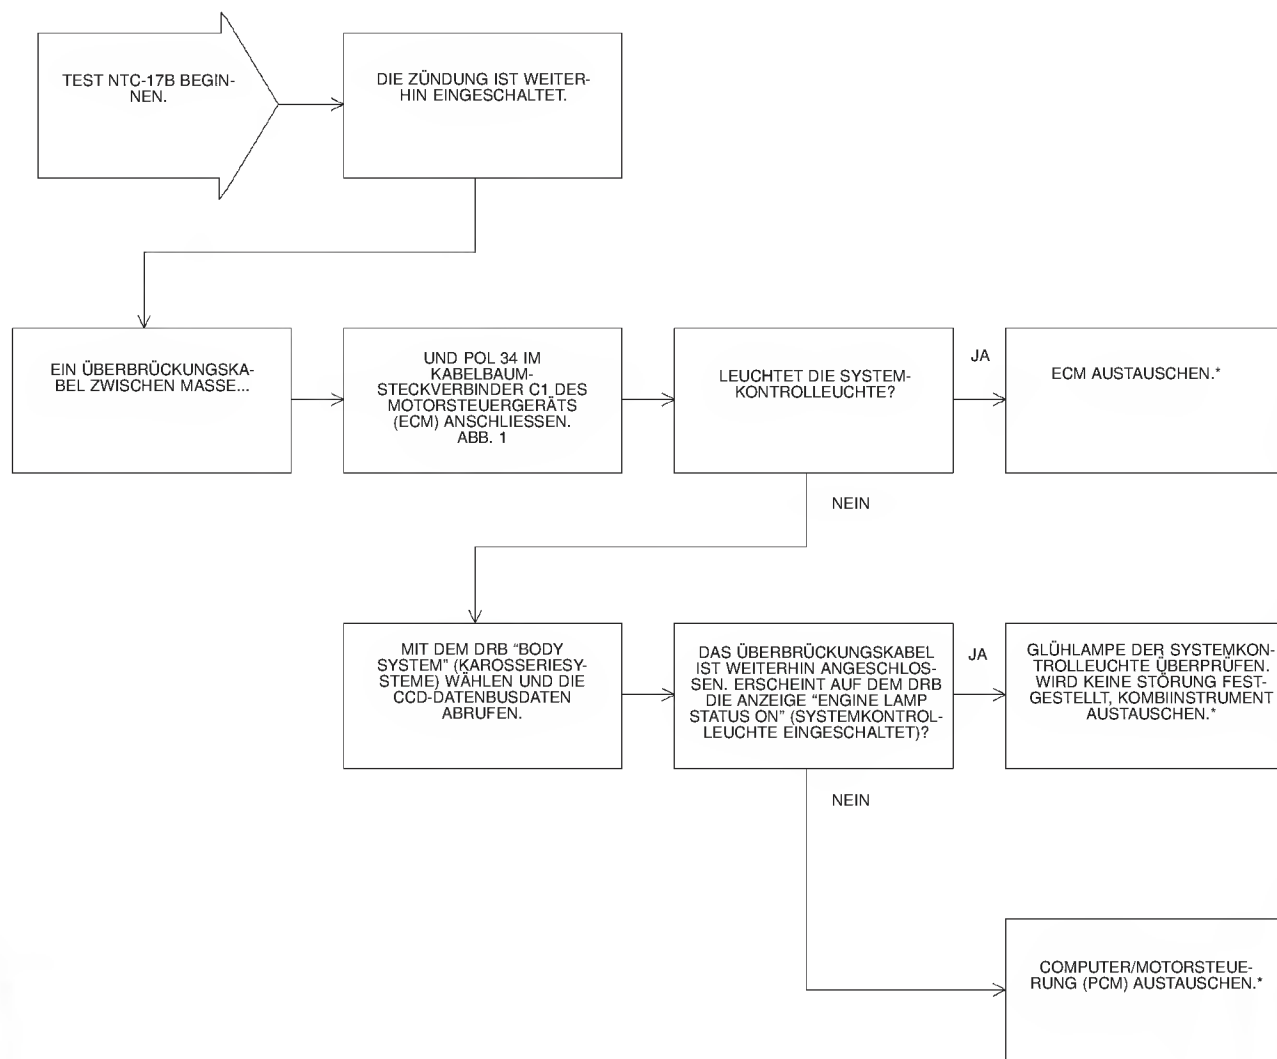 TEST NTC-17B BEGIN-
NEN.
DIE ZÜNDUNG IST WEITER-
HIN EINGESCHALTET.
EIN ÜBERBRÜCKUNGSKA-
BEL ZWISCHEN MASSE...
UND POL 34 IM
KABELBAUM-
STECKVERBINDER C1 DES
MOTORSTEUERGERÄTS
(ECM) ANSCHLIESSEN.
ABB. 1
LEUCHTET DIE SYSTEM-
KONTROLLEUCHTE?
JA
ECM AUSTAUSCHEN.*
NEIN
MIT DEM DRB “BODY
SYSTEM” (KAROSSERIESY-
STEME) WÄHLEN UND DIE
CCD-DATENBUSDATEN
ABRUFEN.
DAS ÜBERBRÜCKUNGSKABEL
IST WEITERHIN ANGESCHLOS-
SEN. ERSCHEINT AUF DEM DRB
DIE ANZEIGE “ENGINE LAMP
STATUS ON” (SYSTEMKONTROL-
LEUCHTE EINGESCHALTET)?
JA
GLÜHLAMPE DER SYSTEMKON-
TROLLEUCHTE ÜBERPRÜFEN.
WIRD KEINE STÖRUNG FEST-
GESTELLT, KOMBIINSTRUMENT
AUSTAUSCHEN.*
NEIN
COMPUTER/MOTORSTEUE-
RUNG (PCM) AUSTAUSCHEN.*